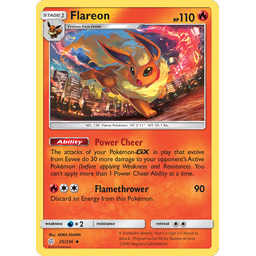 STAGE 1
Flareon
HP 110
Evolves from Eevee
NO. 136 Flame Pokémon HT: 2'11" WT: 55.1 lbs.
Ability Power Cheer
The attacks of your Pokémon-GX in play that evolve
from Eevee do 30 more damage to your opponent's Active
Pokémon (before applying Weakness and Resistance). You
can't apply more than 1 Power Cheer Ability at a time.
Flamethrower 90
Discard an Energy from this Pokémon.
weakness ×2 resistance retreat
25/236